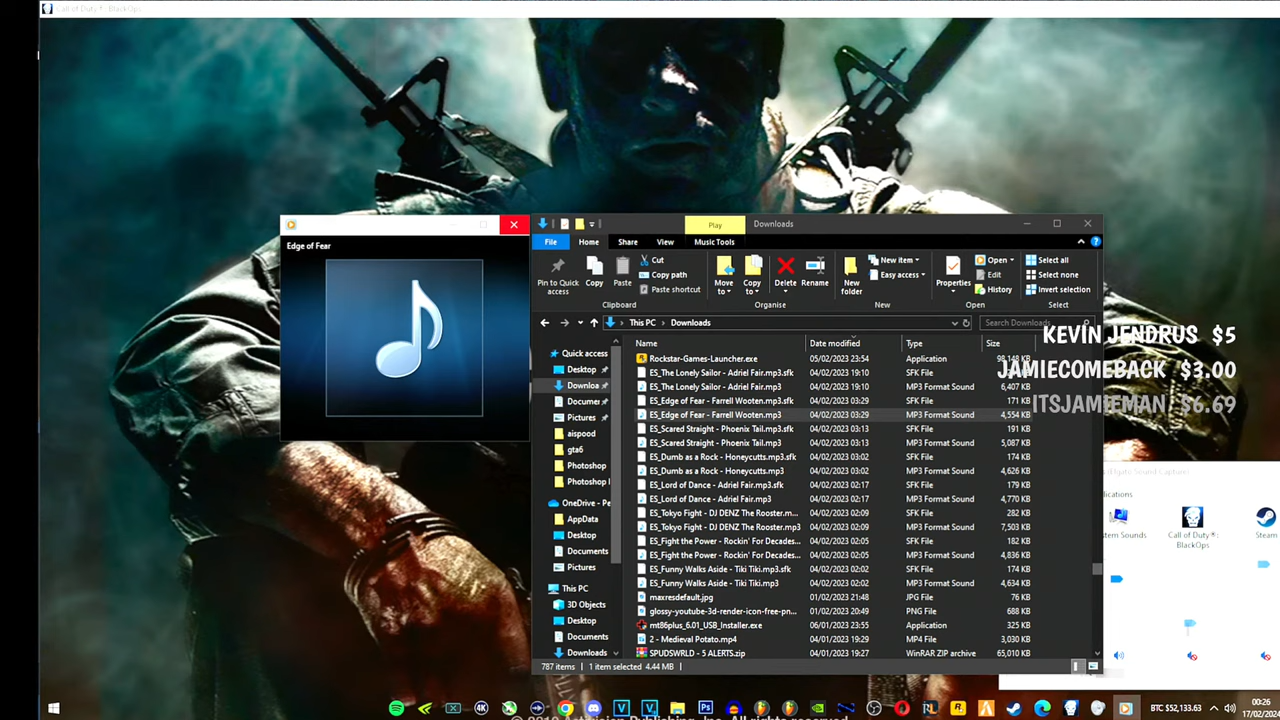 Call of Duty®: BlackOps
Play
Downloads
File
Home
Share
View
Music Tools
Edge of Fear
Pin to Quick access
Copy
Paste
Cut
Copy path
Paste shortcut
Move to
Copy to
Delete
Rename
New folder
New item
Easy access
Properties
Open
Edit
History
Select all
Select none
Invert selection
Clipboard
Organise
New
Open
Select
This PC > Downloads
Search Downloads
KEVIN JENDRUS $5
JAMIECOMEBACK $3.00
ITSJAMIEMAN $6.69
Name
Date modified
Type
Size
Quick access
Desktop
Downloa
Documen
Pictures
aispood
gta6
Photoshop
Photoshop
OneDrive - Pe
AppData
Desktop
Documents
Pictures
This PC
3D Objects
Desktop
Documents
Downloads
Rockstar-Games-Launcher.exe 05/02/2023 23:54 Application 98,148 KB
ES_The Lonely Sailor - Adriel Fair.mp3.sfk 04/02/2023 19:10 SFK File
ES_The Lonely Sailor - Adriel Fair.mp3 04/02/2023 19:10 MP3 Format Sound 6,407 KB
ES_Edge of Fear - Farrell Wooten.mp3.sfk 04/02/2023 03:29 SFK File 171 KB
ES_Edge of Fear - Farrell Wooten.mp3 04/02/2023 03:29 MP3 Format Sound 4,554 KB
ES_Scared Straight - Phoenix Tail.mp3.sfk 04/02/2023 03:13 SFK File 191 KB
ES_Scared Straight - Phoenix Tail.mp3 04/02/2023 03:13 MP3 Format Sound 5,087 KB
ES_Dumb as a Rock - Honeycutts.mp3.sfk 04/02/2023 03:02 SFK File 174 KB
ES_Dumb as a Rock - Honeycutts.mp3 04/02/2023 03:02 MP3 Format Sound 4,626 KB
ES_Lord of Dance - Adriel Fair.mp3.sfk 04/02/2023 02:17 SFK File 179 KB
ES_Lord of Dance - Adriel Fair.mp3 04/02/2023 02:17 MP3 Format Sound 4,770 KB
ES_Tokyo Fight - DJ DENZ The Rooster.m... 04/02/2023 02:09 SFK File 282 KB
ES_Tokyo Fight - DJ DENZ The Rooster.mp3 04/02/2023 02:09 MP3 Format Sound 7,503 KB
ES_Fight the Power - Rockin' For Decades... 04/02/2023 02:05 SFK File 182 KB
ES_Fight the Power - Rockin' For Decades... 04/02/2023 02:05 MP3 Format Sound 4,836 KB
ES_Funny Walks Aside - Tiki Tiki.mp3.sfk 04/02/2023 02:02 SFK File 174 KB
ES_Funny Walks Aside - Tiki Tiki.mp3 04/02/2023 02:02 MP3 Format Sound 4,634 KB
maxresdefault.jpg 01/02/2023 21:48 JPG File 76 KB
glossy-youtube-3d-render-icon-free-pn... 01/02/2023 20:49 PNG File 688 KB
mt86plus_6.01_USB_Installer.exe 06/01/2023 23:55 Application 325 KB
2 - Medieval Potato.mp4 04/01/2023 19:29 MP4 File 3,030 KB
SPUDSWRLD - 5 ALERTS.zip 04/01/2023 19:27 WinRAR ZIP archive 65,010 KB
787 items
1 item selected 4.44 MB
gato Sound Capture)
lications
stem Sounds
Call of Duty®: BlackOps
Steam
BTC $52,133.63
00:26
17/02/202